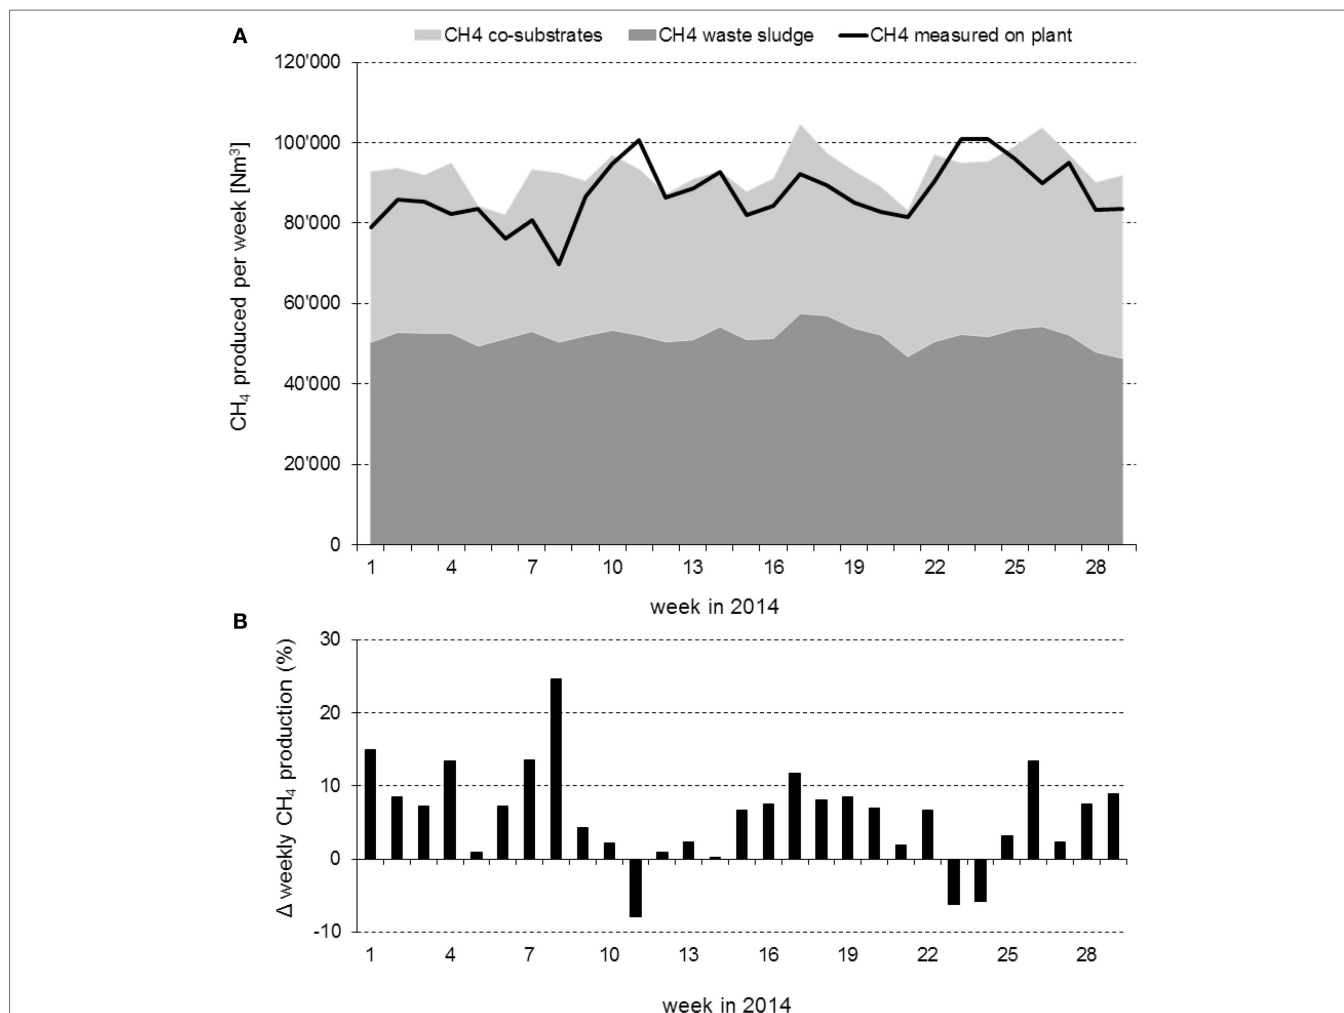 A
CH4 co-substrates CH4 waste sludge CH4 measured on plant
CH₄ produced per week [Nm³]
120'000
100'000
80'000
60'000
40'000
20'000
0
1 4 7 10 13 16 19 22 25 28
week in 2014
B
Δ weekly CH₄ production (%)
30
20
10
0
-10
1 4 7 10 13 16 19 22 25 28
week in 2014